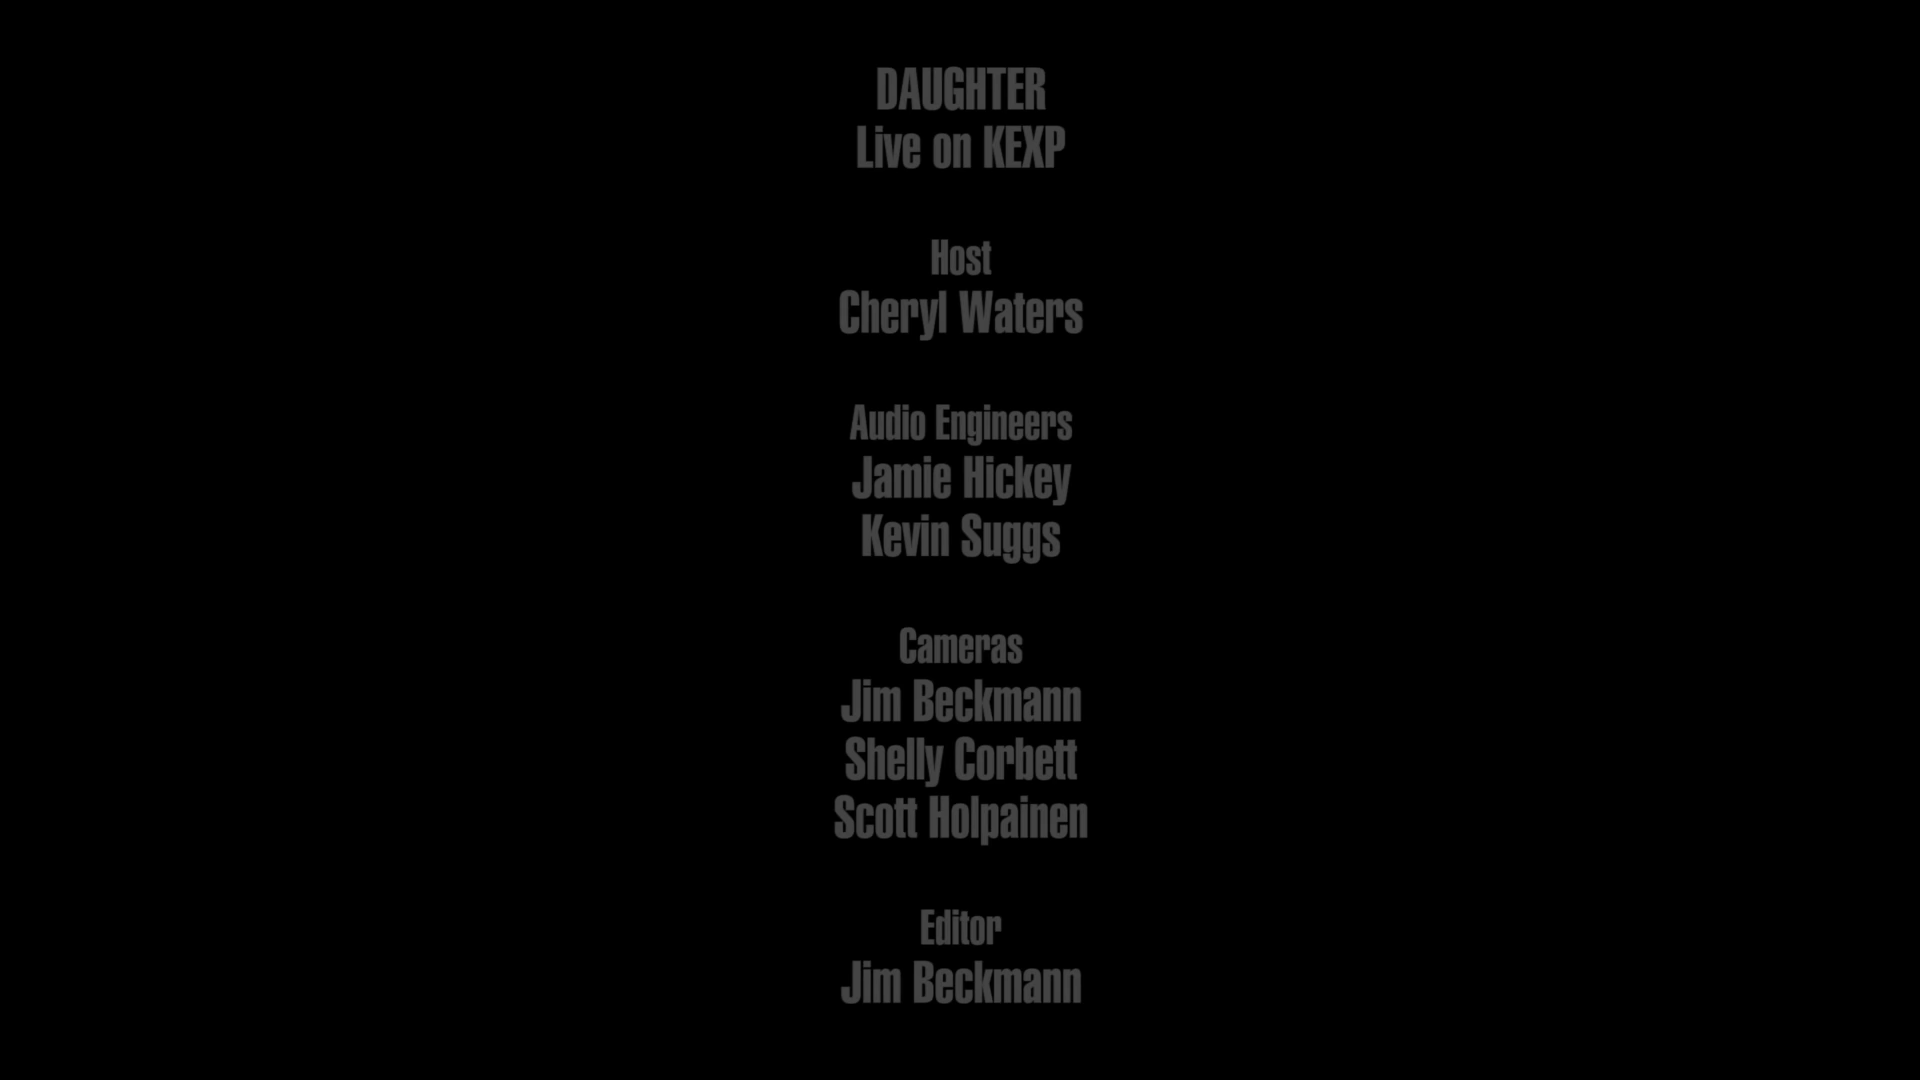 DAUGHTER
Live on KEXP
Host
Cheryl Waters
Audio Engineers
Jamie Hickey
Kevin Suggs
Cameras
Jim Beckmann
Shelly Corbett
Scott Holpainen
Editor
Jim Beckmann